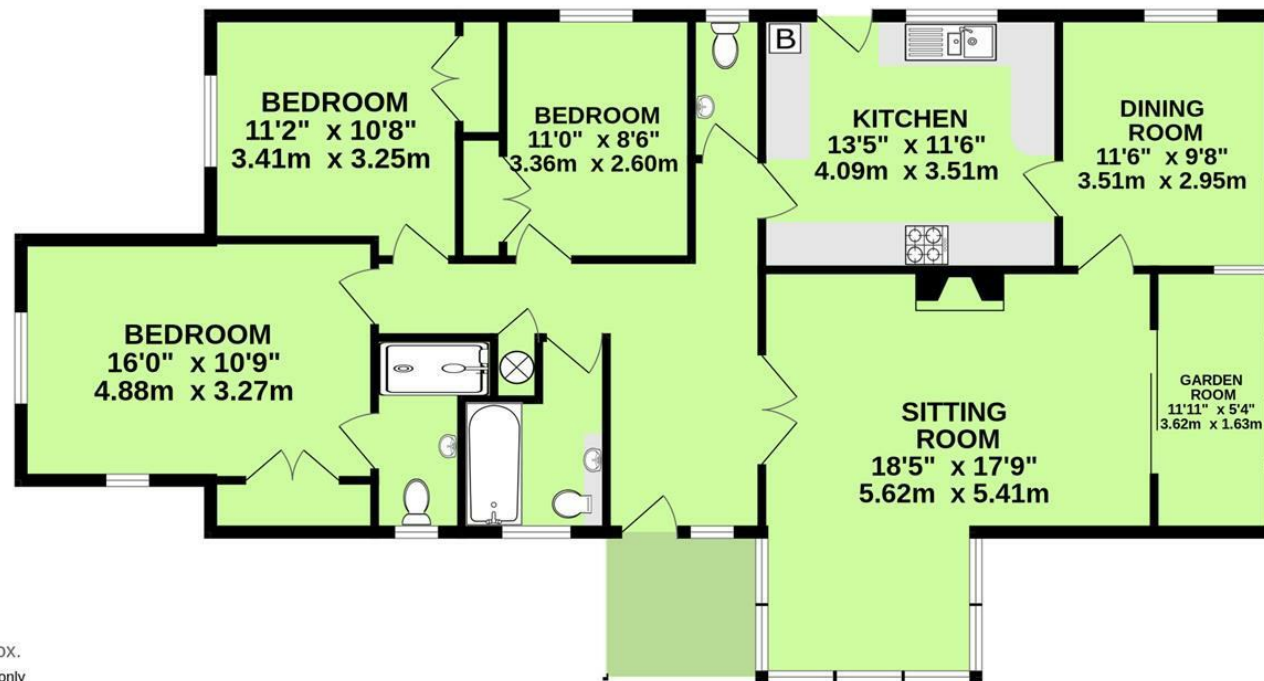 BEDROOM
11'2" x 10'8"
3.41m x 3.25m
BEDROOM
11'0" x 8'6"
3.36m x 2.60m
B
KITCHEN
13'5" x 11'6"
4.09m x 3.51m
DINING
ROOM
11'6" x 9'8"
3.51m x 2.95m
BEDROOM
16'0" x 10'9"
4.88m x 3.27m
SITTING
ROOM
18'5" x 17'9"
5.62m x 5.41m
GARDEN
ROOM
11'11" x 5'4"
3.62m x 1.63m
ox.
only